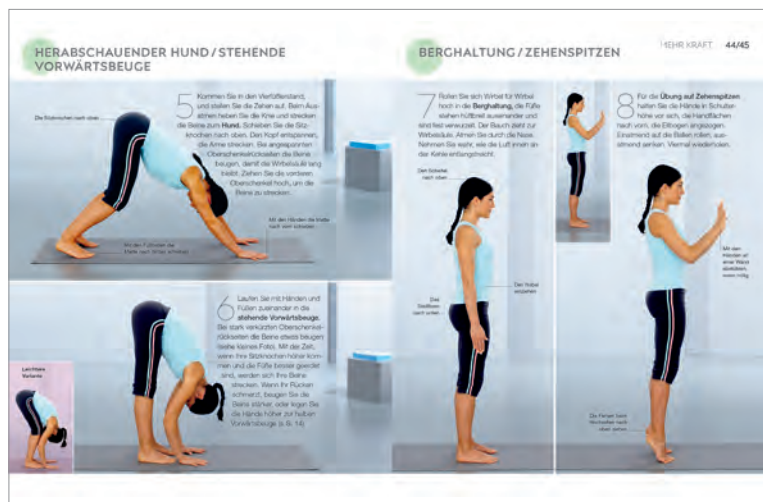 HERABSCHAUENDER HUND / STEHENDE
VORWÄRTSBEUGE
Die Sitzknochen nach oben
5 Kommen Sie in den Vierfüßlerstand,
und stellen Sie die Zehen auf. Beim Aus-
atmen heben Sie die Knie und strecken
die Beine zum Hund. Schieben Sie die Sitz-
knochen nach oben. Den Kopf entspannen,
die Arme strecken. Bei angespannten
Oberschenkelrückseiten die Beine
beugen, damit die Wirbelsäule lang
bleibt. Ziehen Sie die vorderen
Oberschenkel hoch, um die
Beine zu strecken.
Mit den Händen die Matte
nach vorn schieben
Mit den Fußballen die
Matte nach hinten schieben
6 Laufen Sie mit Händen und
Füßen zueinander in die
stehende Vorwärtsbeuge.
Bei stark verkürzten Oberschenkel-
rückseiten die Beine etwas beugen
(siehe kleines Foto). Mit der Zeit,
wenn Ihre Sitzknochen höher kom-
men und die Füße besser geerdet
sind, werden sich Ihre Beine
strecken. Wenn Ihr Rücken
schmerzt, beugen Sie die
Beine stärker, oder legen Sie
die Hände höher zur halben
Vorwärtsbeuge (s. S. 14)
Leichtere
Variante
BERGHALTUNG / ZEHENSPITZEN
MEHR KRAFT 44/45
7 Rollen Sie sich Wirbel für Wirbel
hoch in die Berghaltung, die Füße
stehen hüftbreit auseinander und
sind fest verwurzelt. Der Bauch zieht zur
Wirbelsäule. Atmen Sie durch die Nase.
Nehmen Sie wahr, wie die Luft innen an
der Kehle entlangstreicht.
Den Scheitel
nach oben
Den Nabel
einziehen
Das
Steißbein
nach unten
8 Für die Übung auf Zehenspitzen
halten Sie die Hände in Schulter-
höhe vor sich, die Handflächen
nach vorn, die Ellbogen angezogen.
Einatmend auf die Ballen rollen, aus-
atmend senken. Viermal wiederholen.
Mit den
Händen an
einer Wand
abstützen,
wenn nötig
Die Fersen beim
Hochrollen nach
oben ziehen